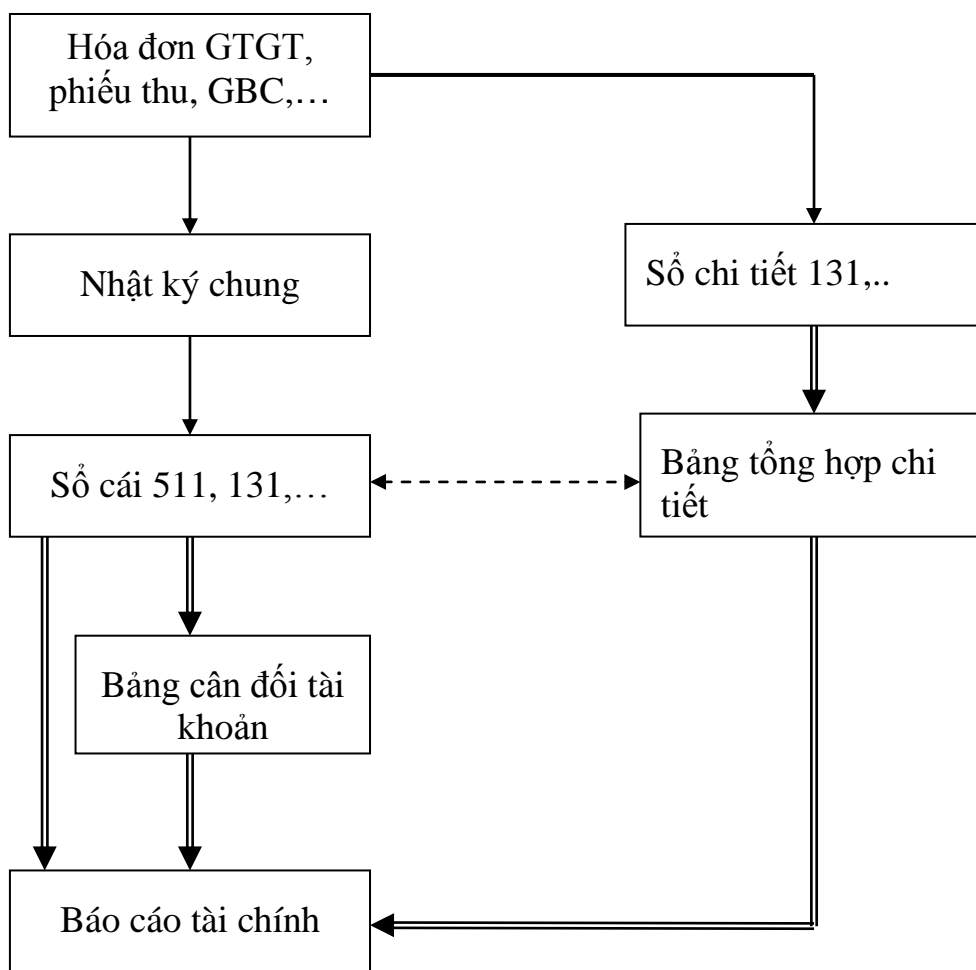 Hóa đơn GTGT,
phiếu thu, GBC,…
Nhật ký chung
Sổ chi tiết 131,..
Sổ cái 511, 131,…
Bảng tổng hợp chi
tiết
Bảng cân đối tài
khoản
Báo cáo tài chính